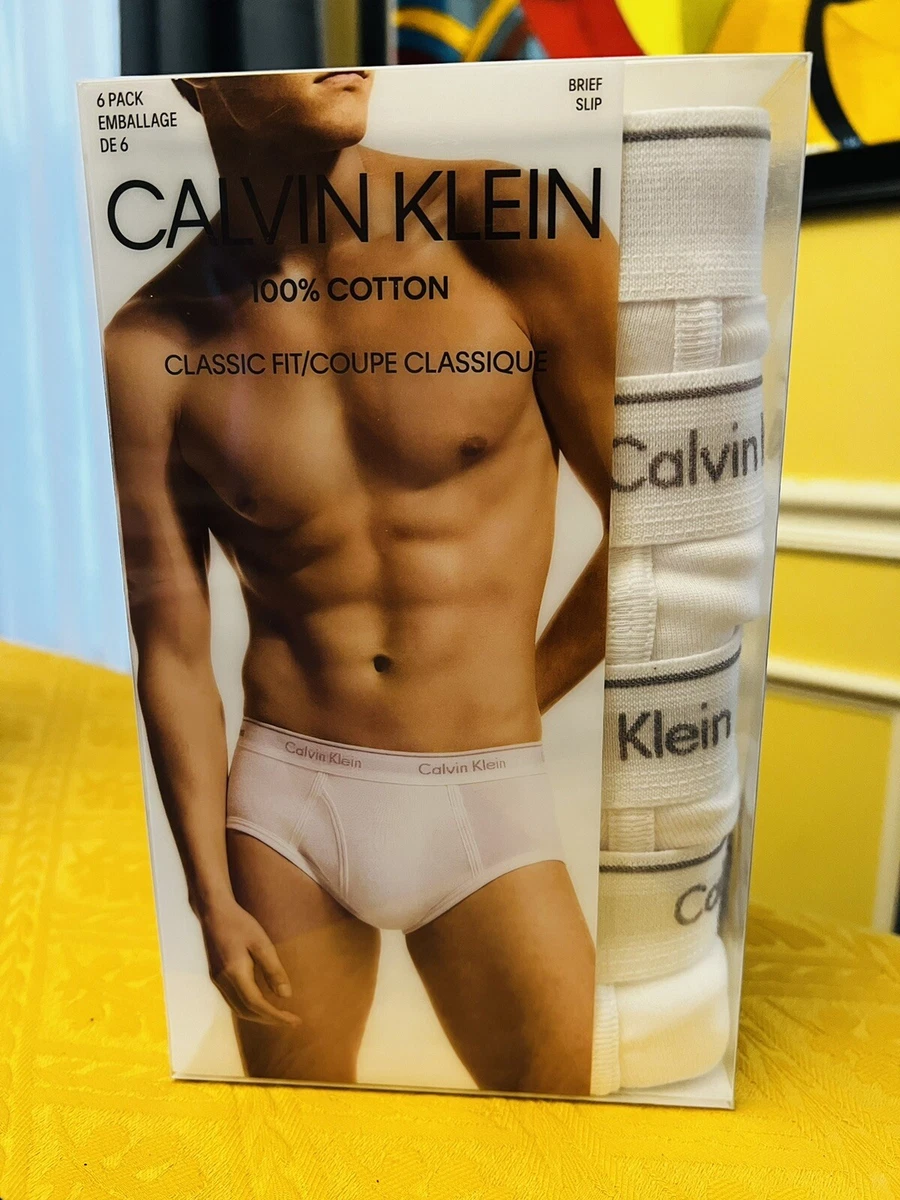 6 PACK
EMBALLAGE
DE 6
BRIEF
SLIP
CALVIN KLEIN
100% COTTON
CLASSIC FIT/COUPE CLASSIQUE
Calvin Klein Calvin Klein
Calvin
Klein